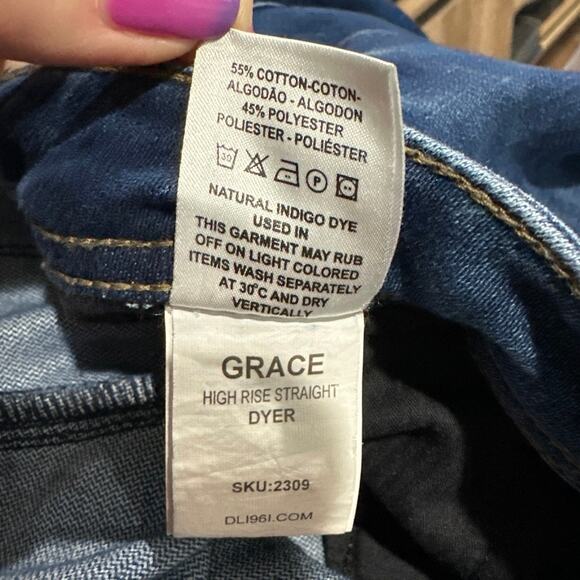 55% COTTON-COTON-
ALGODÃO - ALGODON
45% POLYESTER
POLIESTER - POLIÉSTER
30
P
NATURAL INDIGO DYE
USED IN
THIS GARMENT MAY RUB
OFF ON LIGHT COLORED
ITEMS WASH SEPARATELY
AT 30°C AND DRY
VERTICALLY
GRACE
HIGH RISE STRAIGHT
DYER
SKU:2309
DL1961.COM